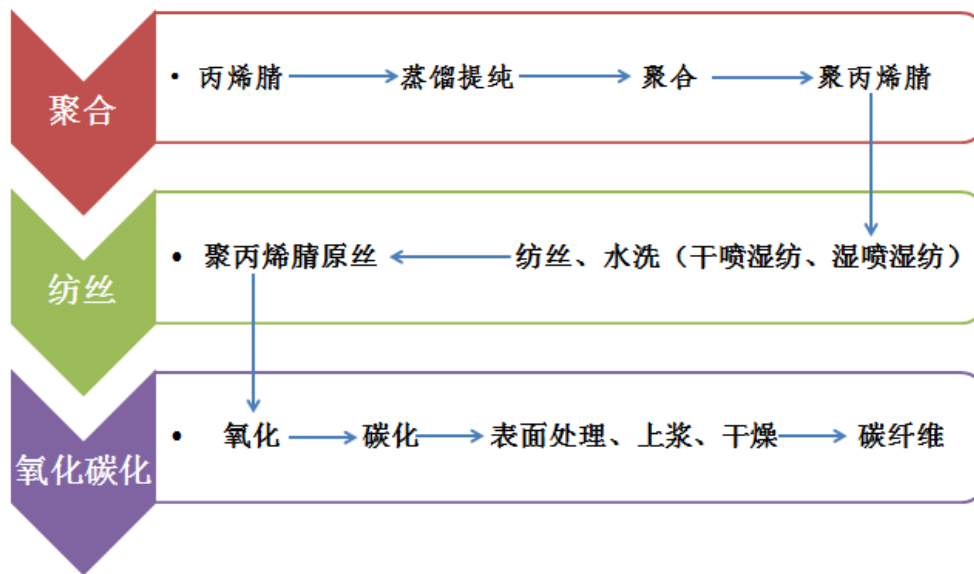 聚合
• 丙烯腈 蒸馏提纯 聚合 聚丙烯腈
纺丝
• 聚丙烯腈原丝 纺丝、水洗（干喷湿纺、湿喷湿纺）
氧化碳化
• 氧化 碳化 表面处理、上浆、干燥 碳纤维